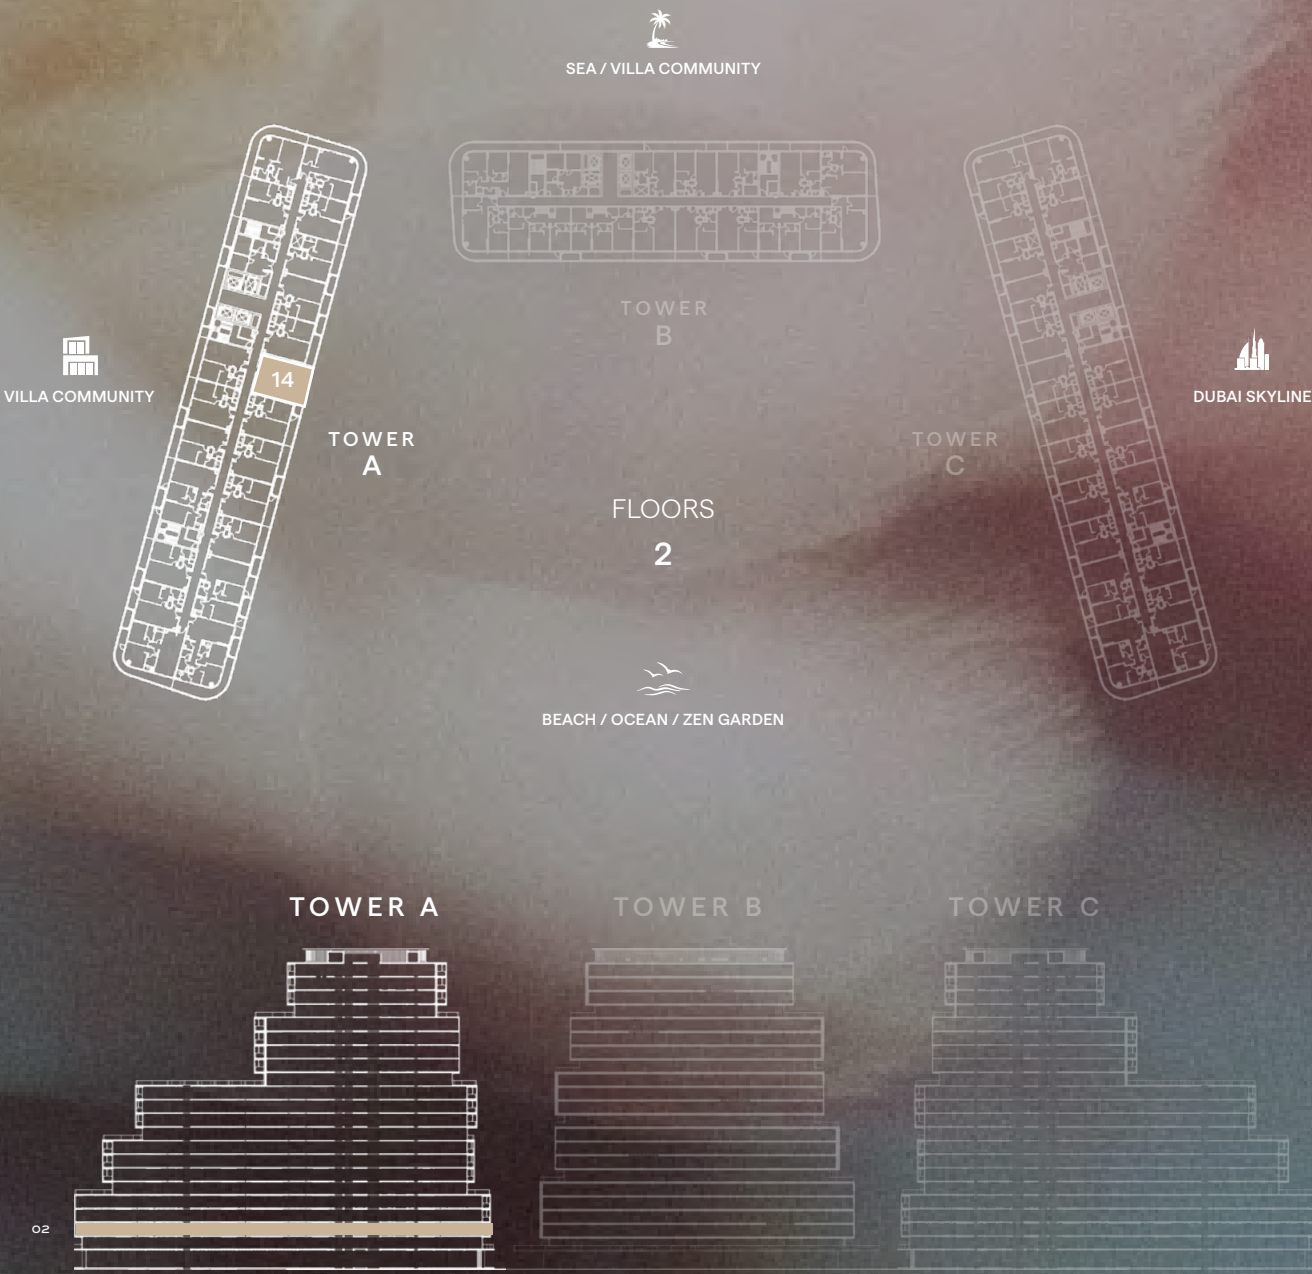 SEA / VILLA COMMUNITY
TOWER
B
VILLA COMMUNITY
14
DUBAI SKYLINE
TOWER
A
TOWER
C
FLOORS
2
BEACH / OCEAN / ZEN GARDEN
TOWER A
TOWER B
TOWER C
02